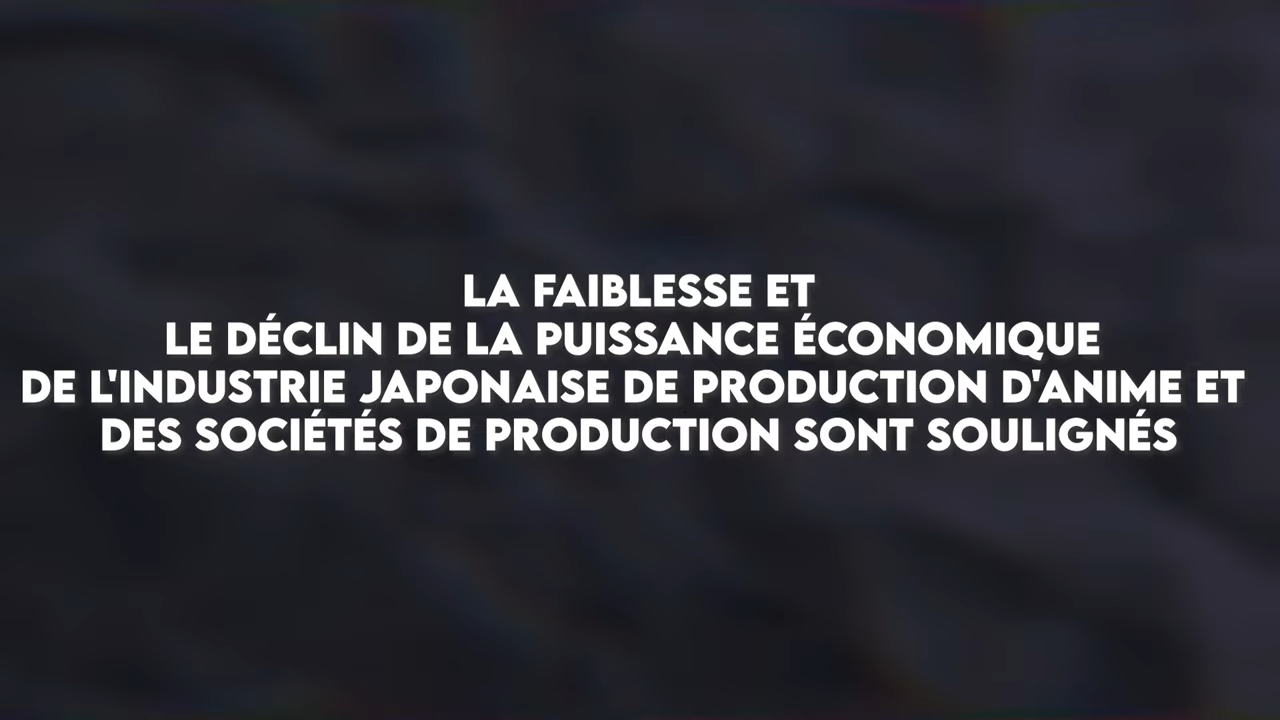 LA FAIBLESSE ET
LE DÉCLIN DE LA PUISSANCE ÉCONOMIQUE
DE L'INDUSTRIE JAPONAISE DE PRODUCTION D'ANIME ET
DES SOCIÉTÉS DE PRODUCTION SONT SOULIGNÉS